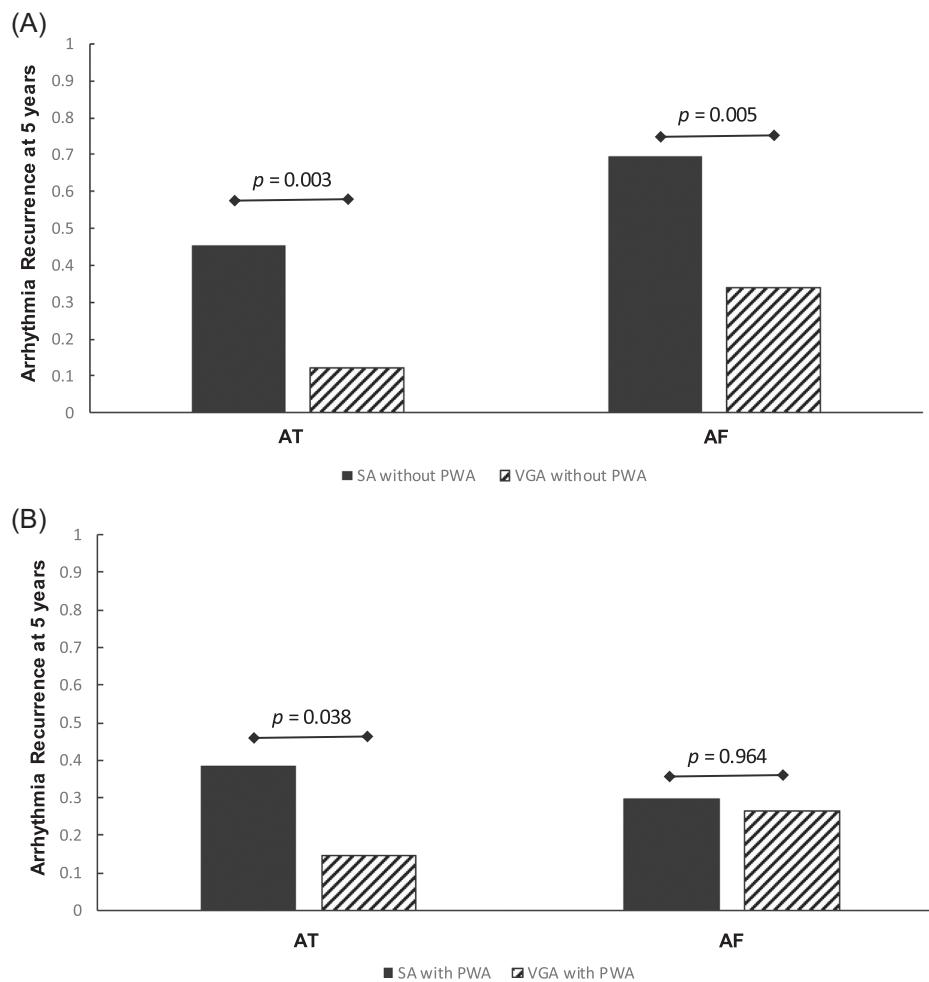 (A)
Arrhythmia Recurrence at 5 years
1
0.9
0.8
0.7
0.6
0.5
0.4
0.3
0.2
0.1
0
p = 0.003
p = 0.005
AT
AF
SA without PWA
VGA without PWA
(B)
Arrhythmia Recurrence at 5 years
1
0.9
0.8
0.7
0.6
0.5
0.4
0.3
0.2
0.1
0
p = 0.038
p = 0.964
AT
AF
SA with PWA
VGA with PWA